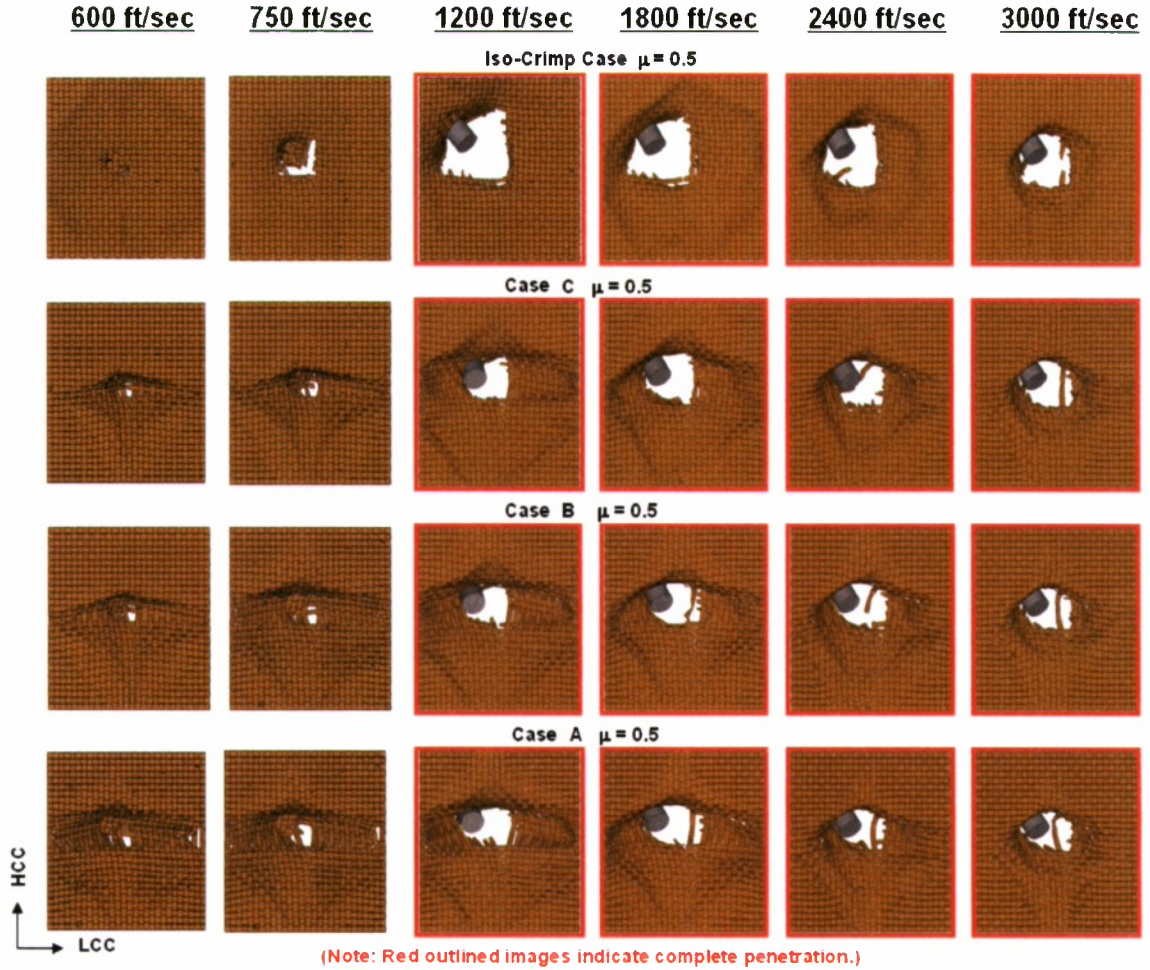 600 ft/sec 750 ft/sec 1200 ft/sec 1800 ft/sec 2400 ft/sec 3000 ft/sec
Iso-Crimp Case μ = 0.5
Case C μ = 0.5
Case B μ = 0.5
Case A μ = 0.5
HCC
LCC
(Note: Red outlined images indicate complete penetration.)